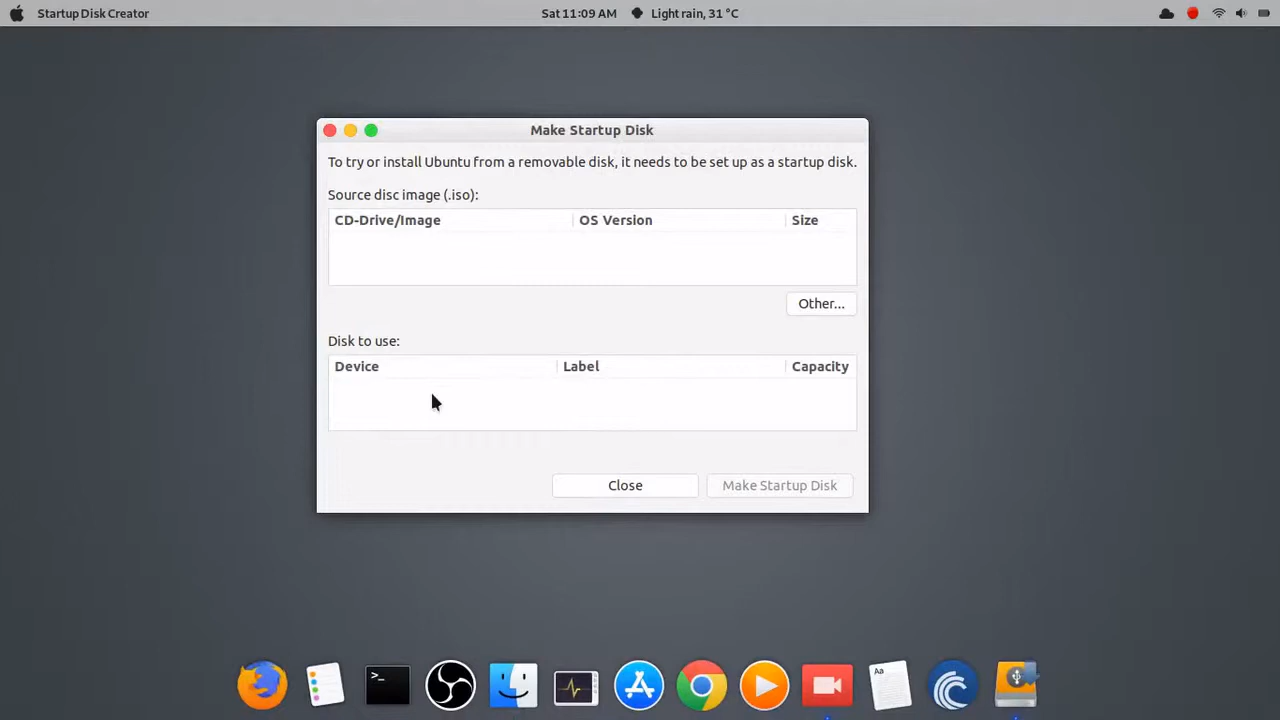 Startup Disk Creator
Sat 11:09 AM
Light rain, 31 °C
Make Startup Disk
To try or install Ubuntu from a removable disk, it needs to be set up as a startup disk.
Source disc image (.iso):
CD-Drive/Image OS Version Size
Other...
Disk to use:
Device Label Capacity
Close Make Startup Disk
>_
Aa